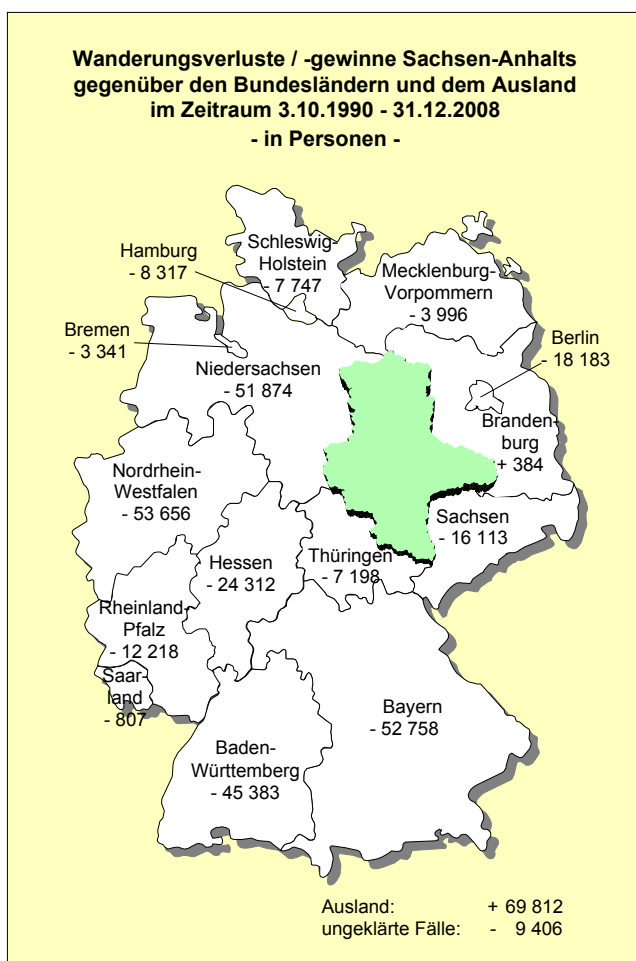 Wanderungsverluste / -gewinne Sachsen-Anhalts
gegenüber den Bundesländern und dem Ausland
im Zeitraum 3.10.1990 - 31.12.2008
- in Personen -
Hamburg
- 8 317
Schleswig-
Holstein
- 7 747
Mecklenburg-
Vorpommern
- 3 996
Bremen
- 3 341
Berlin
- 18 183
Niedersachsen
- 51 874
Branden-
burg
+ 384
Nordrhein-
Westfalen
- 53 656
Sachsen
- 16 113
Hessen
- 24 312
Thüringen
- 7 198
Rheinland-
Pfalz
- 12 218
Saar-
land
- 807
Bayern
- 52 758
Baden-
Württemberg
- 45 383
Ausland: + 69 812
ungeklärte Fälle: - 9 406